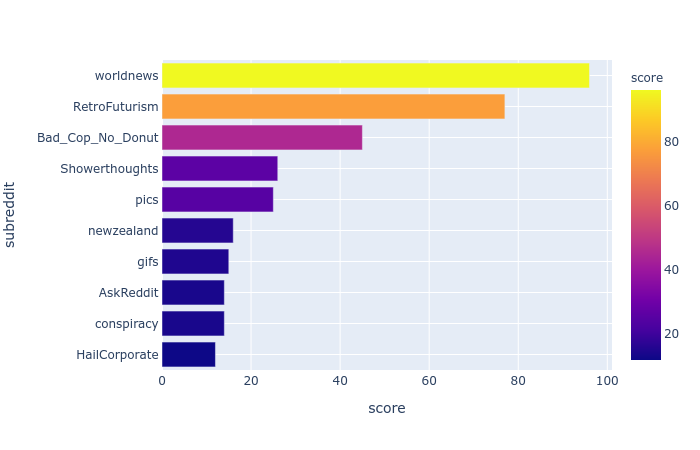 worldnews
RetroFuturism
Bad_Cop_No_Donut
Showerthoughts
pics
newzealand
gifs
AskReddit
conspiracy
HailCorporate
subreddit
0 20 40 60 80 100
score
score
80
60
40
20